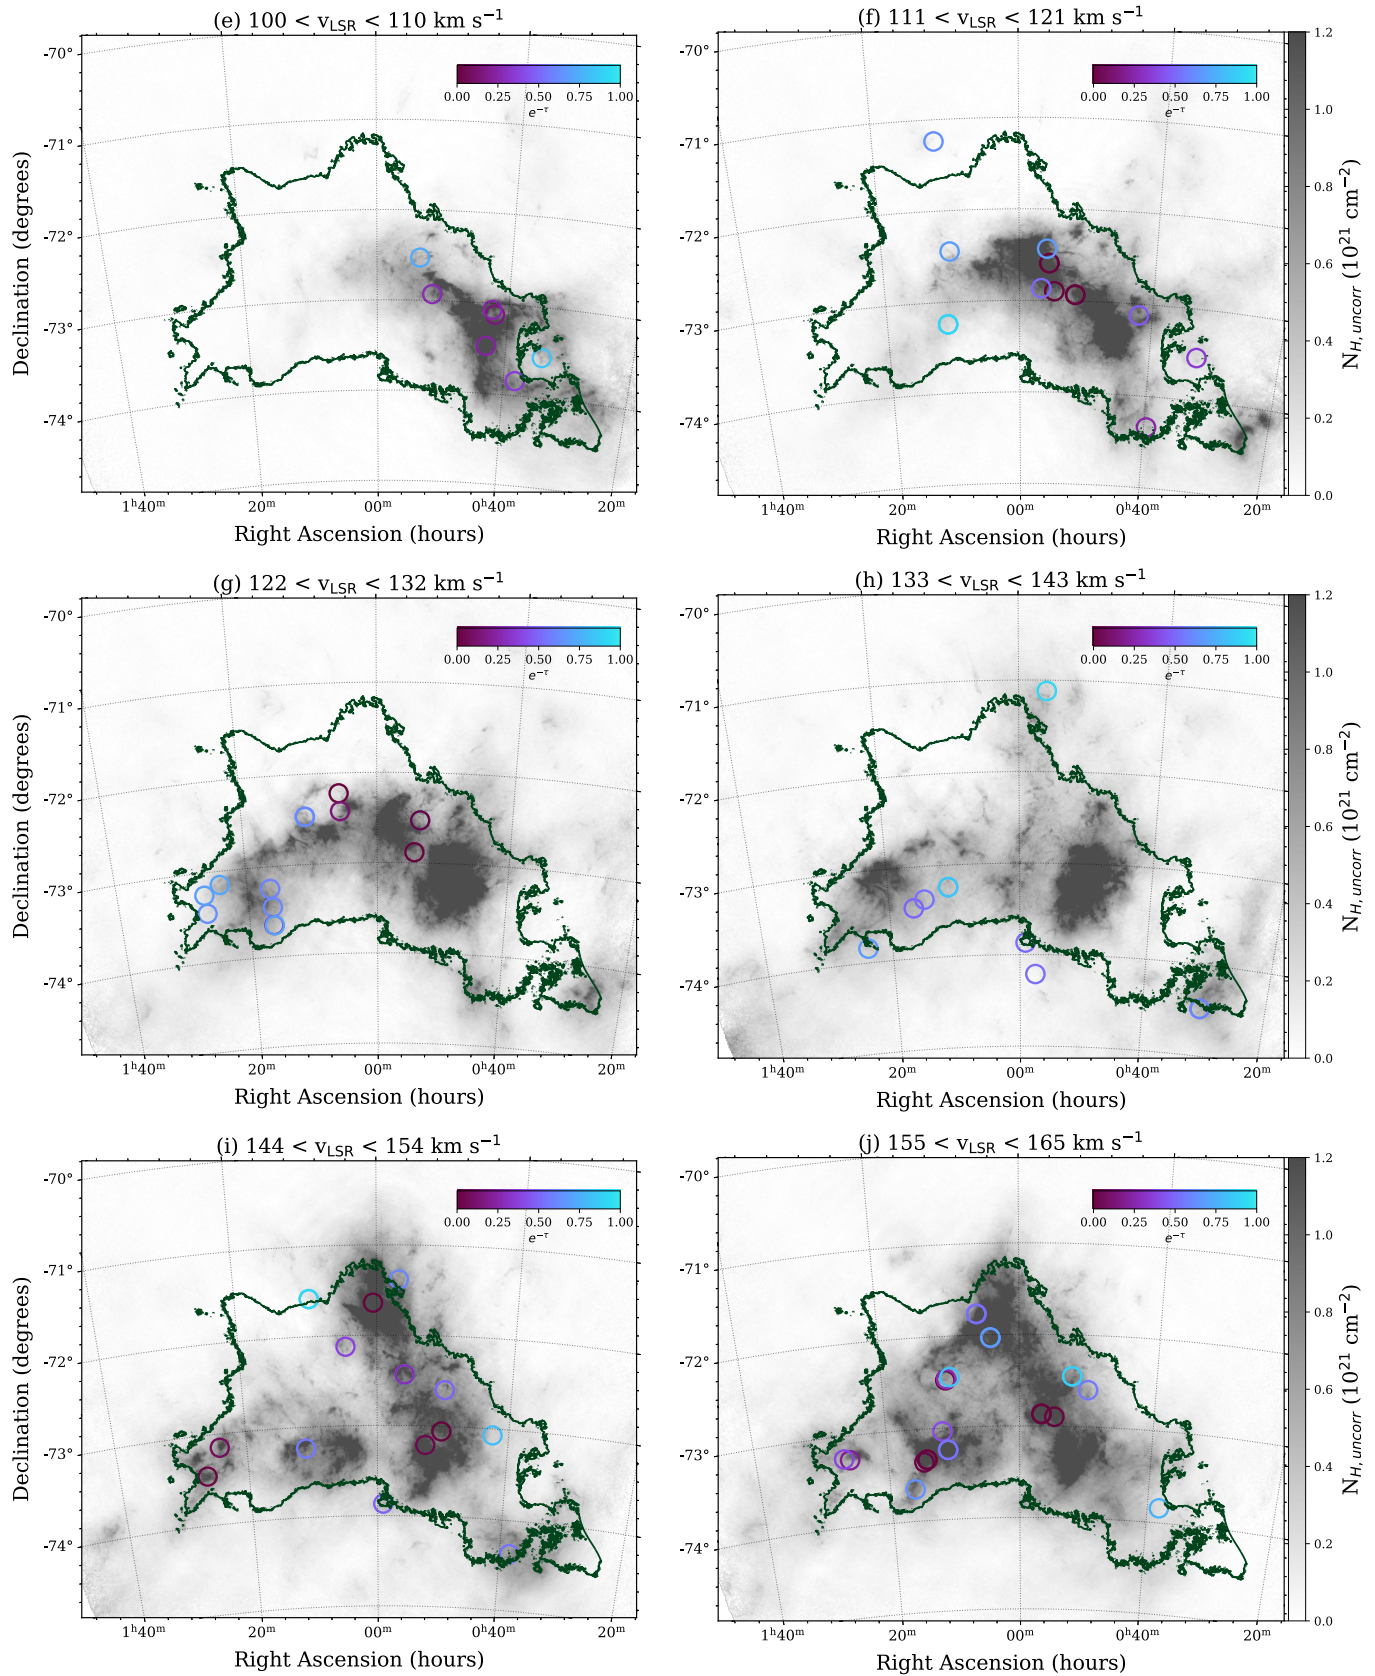 (e) 100 < v_LSR < 110 km s⁻¹
(f) 111 < v_LSR < 121 km s⁻¹
-70°
-71°
-72°
-73°
-74°
Declination (degrees)
0.00 0.25 0.50 0.75 1.00
e^−τ
1ʰ40ᵐ 20ᵐ 00ᵐ 0ʰ40ᵐ 20ᵐ
Right Ascension (hours)
-70°
-71°
-72°
-73°
-74°
0.00 0.25 0.50 0.75 1.00
e^−τ
1ʰ40ᵐ 20ᵐ 00ᵐ 0ʰ40ᵐ 20ᵐ
Right Ascension (hours)
1.2
1.0
0.8
0.6
0.4
0.2
0.0
N_H, uncorr (10²¹ cm⁻²)
(g) 122 < v_LSR < 132 km s⁻¹
(h) 133 < v_LSR < 143 km s⁻¹
-70°
-71°
-72°
-73°
-74°
Declination (degrees)
0.00 0.25 0.50 0.75 1.00
e^−τ
1ʰ40ᵐ 20ᵐ 00ᵐ 0ʰ40ᵐ 20ᵐ
Right Ascension (hours)
-70°
-71°
-72°
-73°
-74°
0.00 0.25 0.50 0.75 1.00
e^−τ
1ʰ40ᵐ 20ᵐ 00ᵐ 0ʰ40ᵐ 20ᵐ
Right Ascension (hours)
1.2
1.0
0.8
0.6
0.4
0.2
0.0
N_H, uncorr (10²¹ cm⁻²)
(i) 144 < v_LSR < 154 km s⁻¹
(j) 155 < v_LSR < 165 km s⁻¹
-70°
-71°
-72°
-73°
-74°
Declination (degrees)
0.00 0.25 0.50 0.75 1.00
e^−τ
1ʰ40ᵐ 20ᵐ 00ᵐ 0ʰ40ᵐ 20ᵐ
Right Ascension (hours)
-70°
-71°
-72°
-73°
-74°
0.00 0.25 0.50 0.75 1.00
e^−τ
1ʰ40ᵐ 20ᵐ 00ᵐ 0ʰ40ᵐ 20ᵐ
Right Ascension (hours)
1.2
1.0
0.8
0.6
0.4
0.2
0.0
N_H, uncorr (10²¹ cm⁻²)